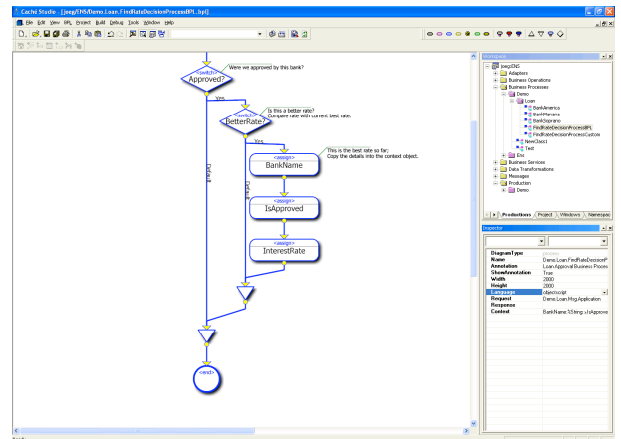 Caché Studio - [joeg/ENS/Demo.Loan.FindRateDecisionProcessBPL.bpl]
File Edit View BPL Project Build Debug Tools Window Help
<switch>
Approved?
Were we approved by this bank?
Yes
<switch>
BetterRate?
Is this a better rate?
Compare rate with current best rate.
Yes
Default
Default
<assign>
BankName
This is the best rate so far;
Copy the details into the context object.
<assign>
IsApproved
<assign>
InterestRate
<end>
Workspace
joeg:ENS
Adapters
Business Operations
Business Processes
Demo
Loan
BankAmerica
BankManana
BankSoprano
FindRateDecisionProcessBPL
FindRateDecisionProcessCustom
NewClass1
Test
Ens
Business Services
Data Transformations
Messages
Production
Demo
Productions Project Windows Namespac
Inspector
DiagramType
Name Demo.Loan.FindRateDecisionP
Annotation Loan Approval Business Proces
ShowAnnotation True
Width 2000
Height 2000
Language objectscript
Request Demo.Loan.Msg.Application
Response
Context BankName:%String;IsApprove